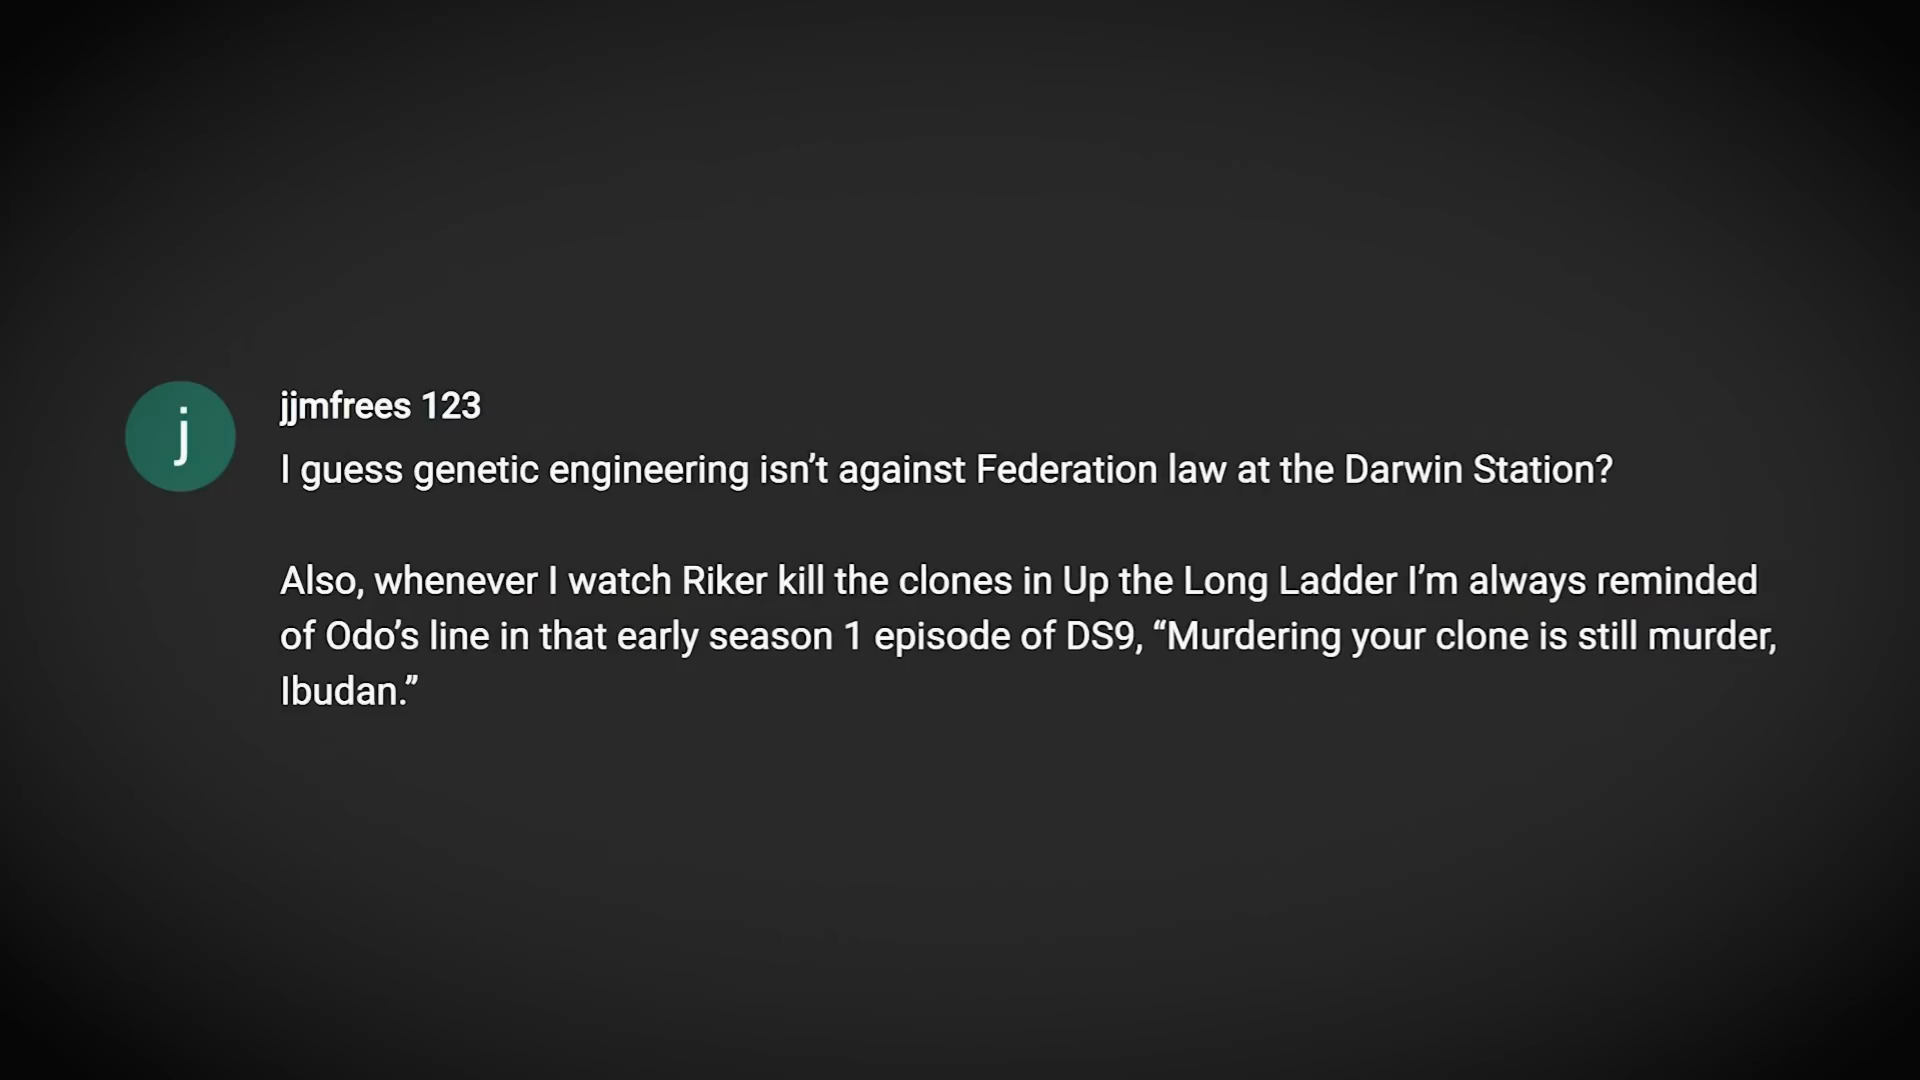 j
jjmfrees 123
I guess genetic engineering isn’t against Federation law at the Darwin Station?
Also, whenever I watch Riker kill the clones in Up the Long Ladder I’m always reminded
of Odo’s line in that early season 1 episode of DS9, “Murdering your clone is still murder,
Ibudan.”